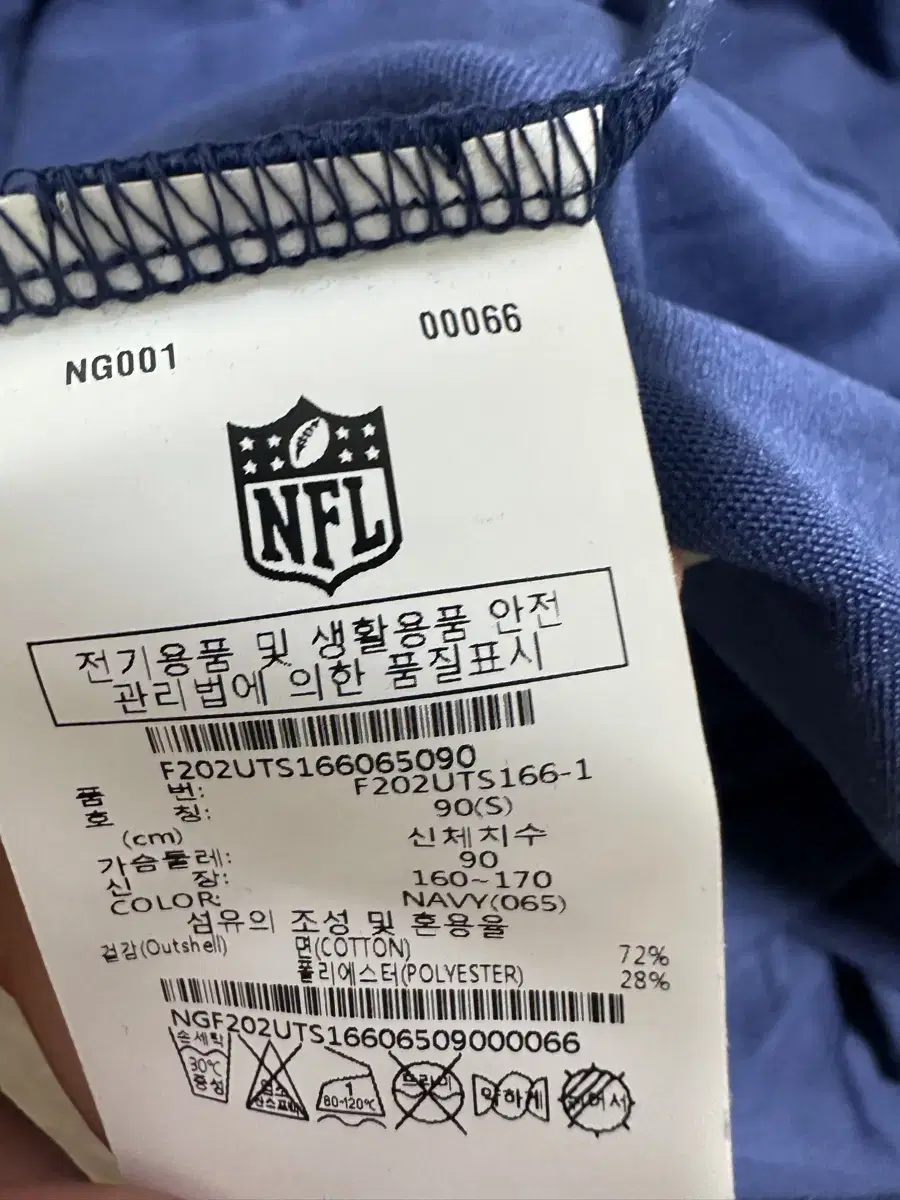 NG001 00066
NFL
전기용품 및 생활용품 안전
관리법에 의한 품질표시
F202UTS166065090
품 번: F202UTS166-1
호 칭: 90(S)
(cm) 신체치수
가슴둘레: 90
신 장: 160~170
COLOR: NAVY(065)
섬유의 조성 및 혼용율
겉감(Outshell) 면(COTTON) 72%
폴리에스터(POLYESTER) 28%
NGF202UTS16606509000066
손세탁 30℃ 중성
1 80-120℃
드라이
약하게